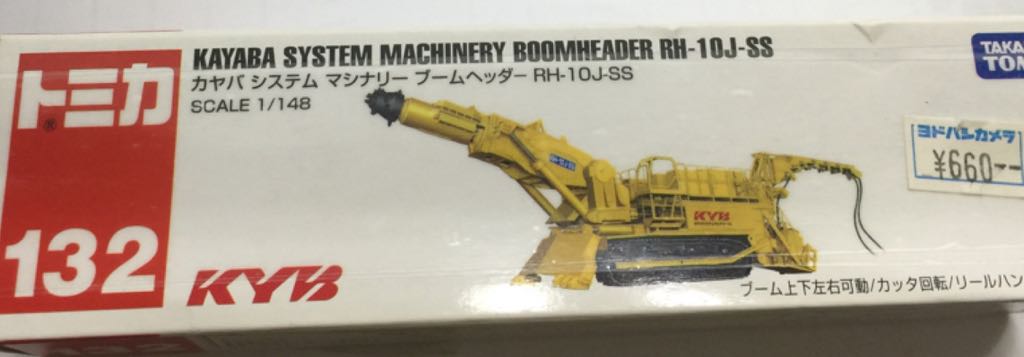 トミカ
®
132
KAYABA SYSTEM MACHINERY BOOMHEADER RH-10J-SS
カヤバ システム マシナリー ブームヘッダー RH-10J-SS
SCALE 1/148
TAKA
TOM
ヨドバシカメラ
¥660--
KYB
KYB
ブーム上下左右可動/カッタ回転/リールハン